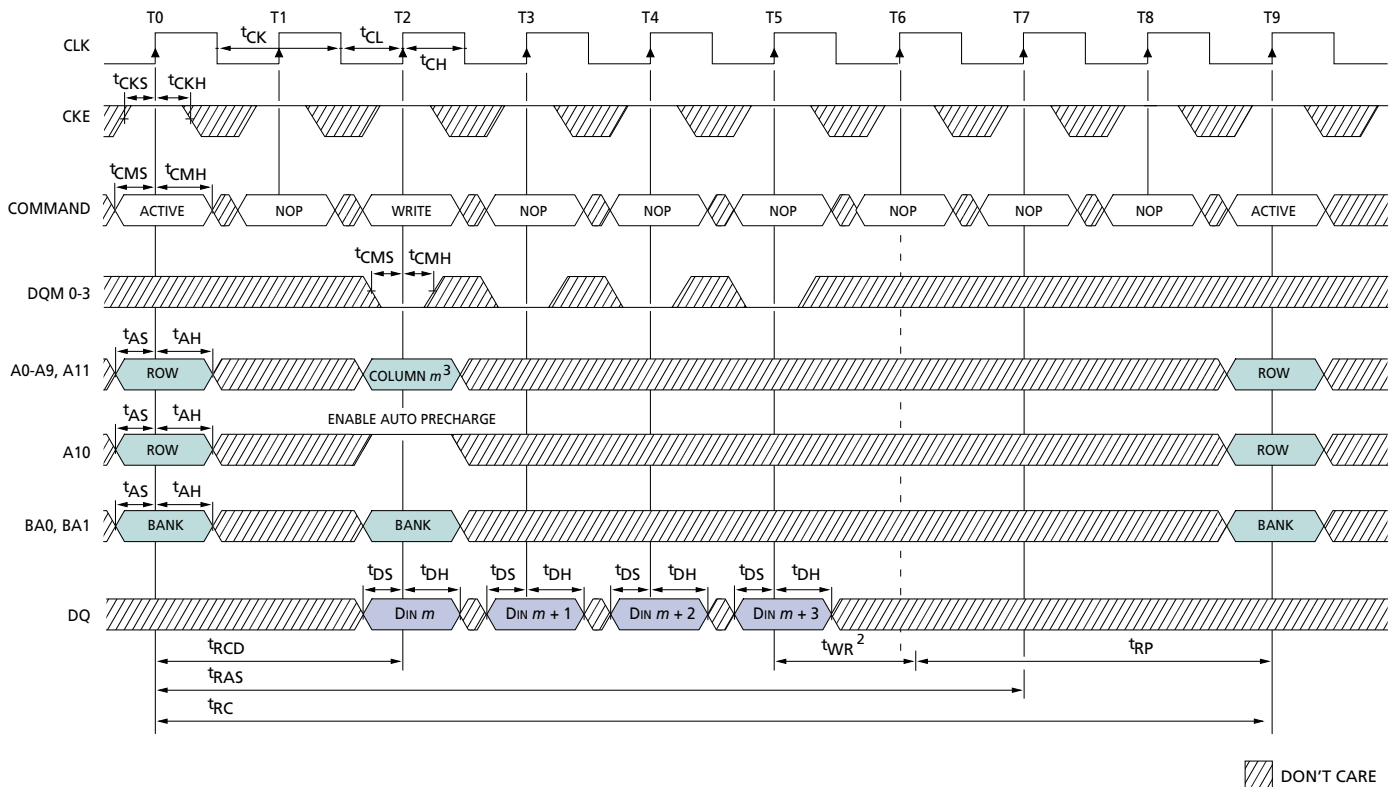 T0 T1 T2 T3 T4 T5 T6 T7 T8 T9
CLK tCK tCL tCH
tCKS tCKH
CKE
tCMS tCMH
COMMAND ACTIVE NOP WRITE NOP NOP NOP NOP NOP NOP ACTIVE
tCMS tCMH
DQM 0-3
tAS tAH
A0-A9, A11 ROW COLUMN m3 ROW
ENABLE AUTO PRECHARGE
tAS tAH
A10 ROW ROW
tAS tAH
BA0, BA1 BANK BANK BANK
tDS tDH tDS tDH tDS tDH tDS tDH
DQ DIN m DIN m + 1 DIN m + 2 DIN m + 3
tRCD tWR2 tRP
tRAS
tRC
DON'T CARE